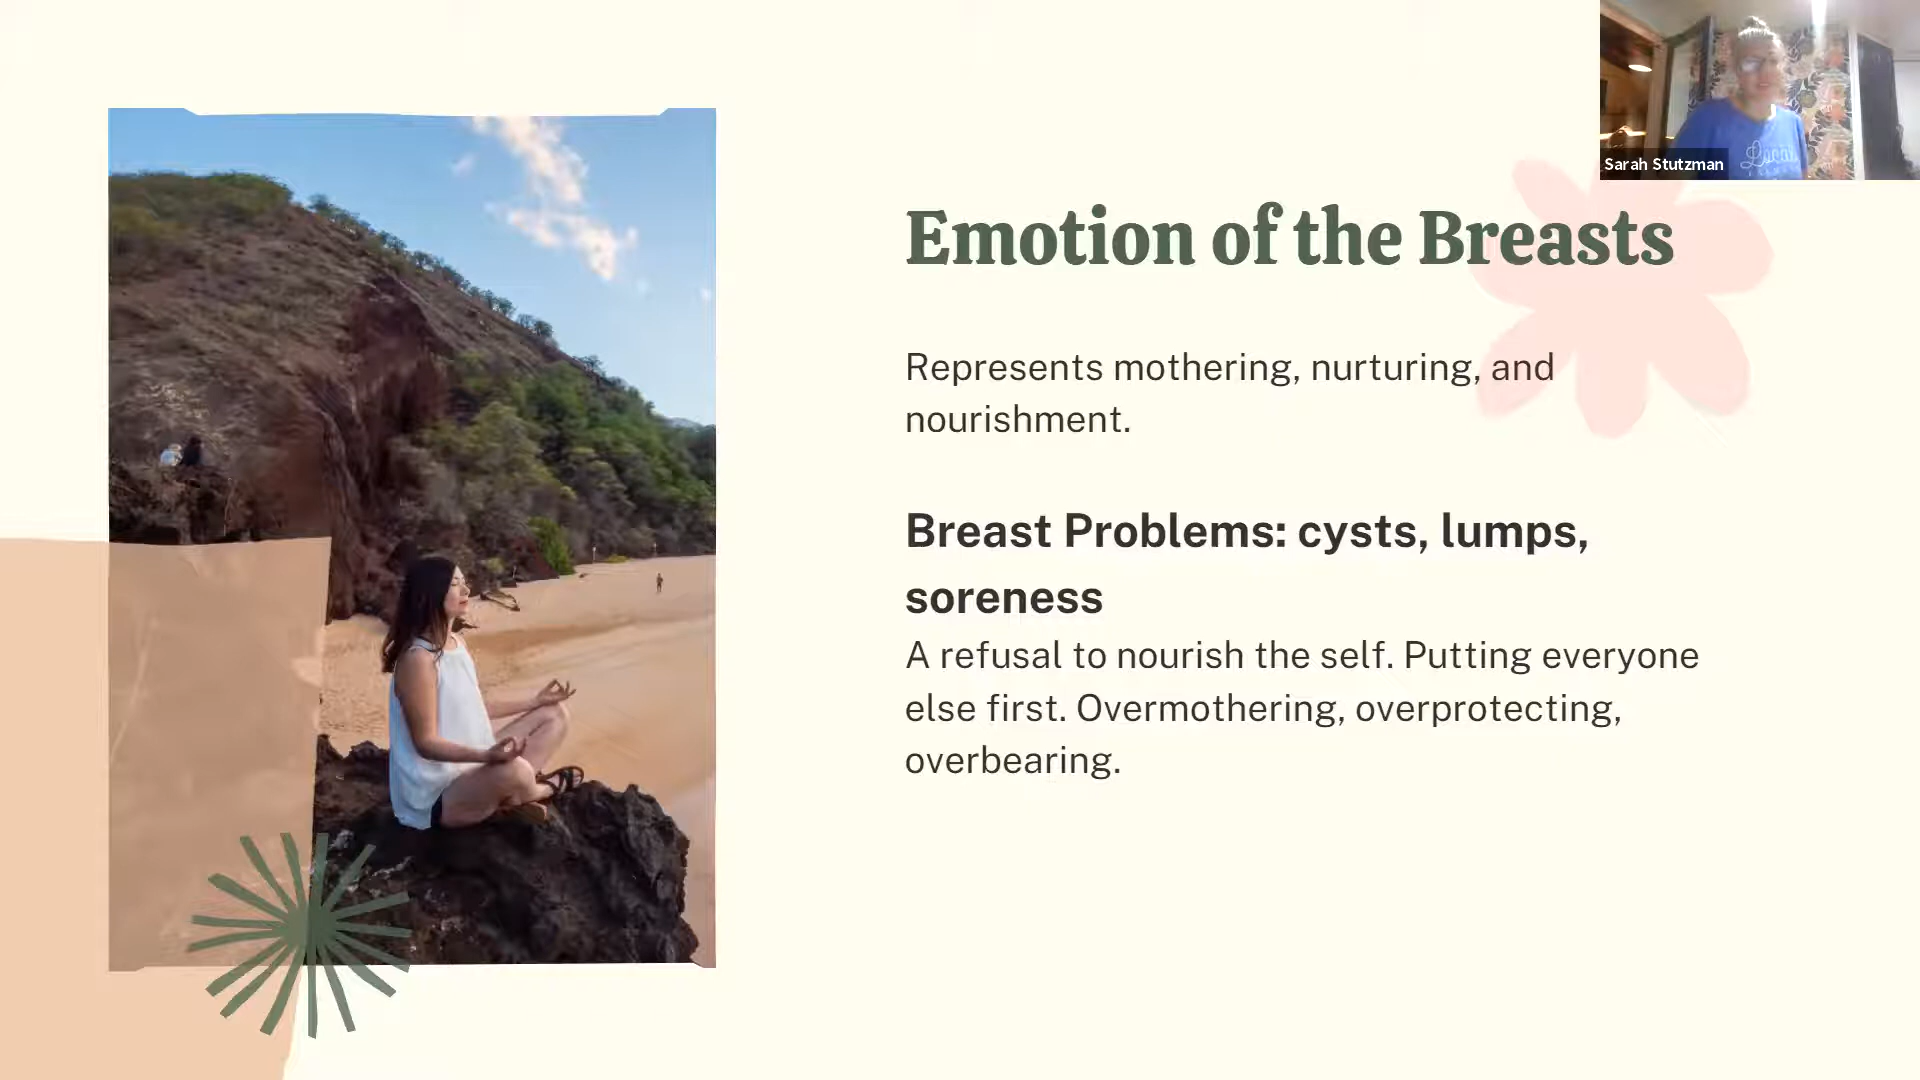 Sarah Stutzman
Local
Emotion of the Breasts
Represents mothering, nurturing, and
nourishment.
Breast Problems: cysts, lumps,
soreness
A refusal to nourish the self. Putting everyone
else first. Overmothering, overprotecting,
overbearing.